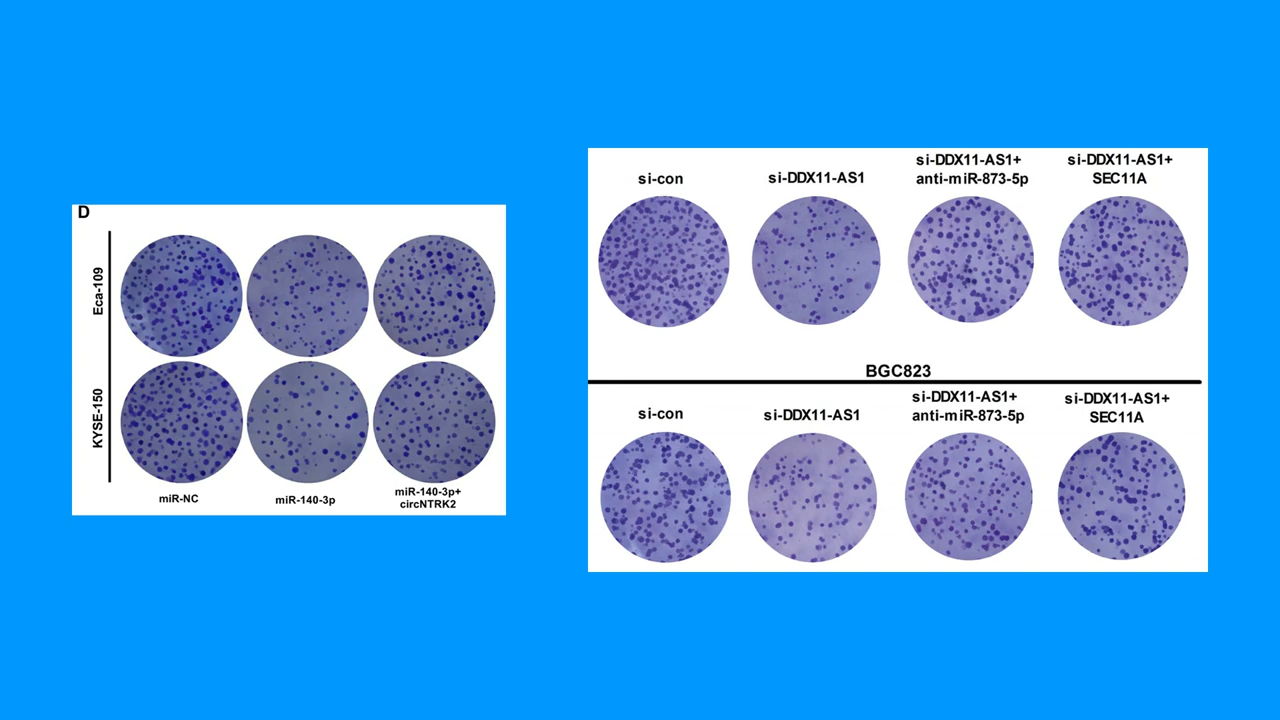 D
Eca-109
KYSE-150
miR-NC
miR-140-3p
miR-140-3p+
circNTRK2
si-con
si-DDX11-AS1
si-DDX11-AS1+
anti-miR-873-5p
si-DDX11-AS1+
SEC11A
BGC823
si-con
si-DDX11-AS1
si-DDX11-AS1+
anti-miR-873-5p
si-DDX11-AS1+
SEC11A